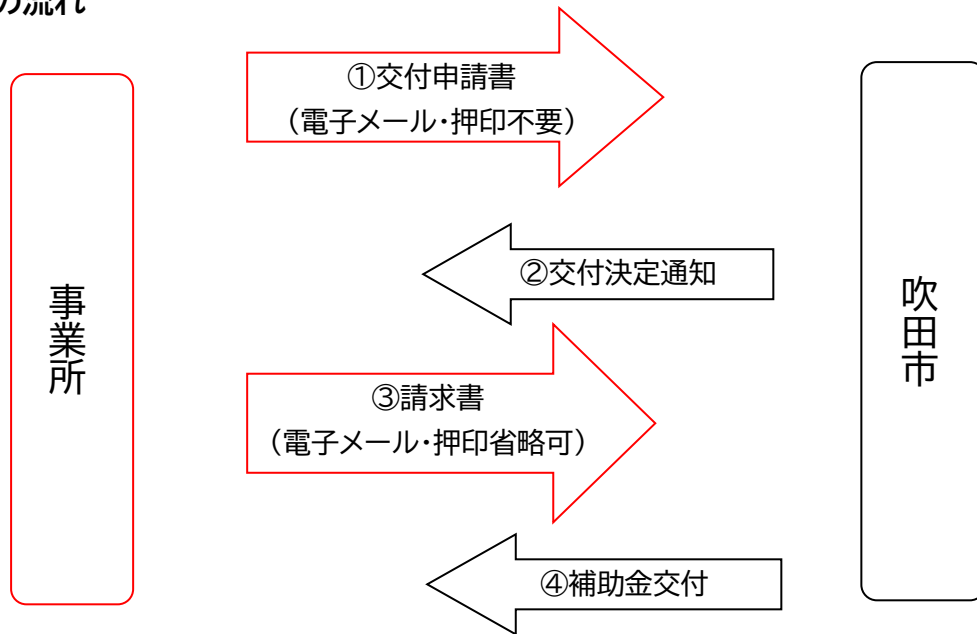 の流れ
①交付申請書
（電子メール・押印不要）
②交付決定通知
事業所
吹田市
③請求書
（電子メール・押印省略可）
④補助金交付